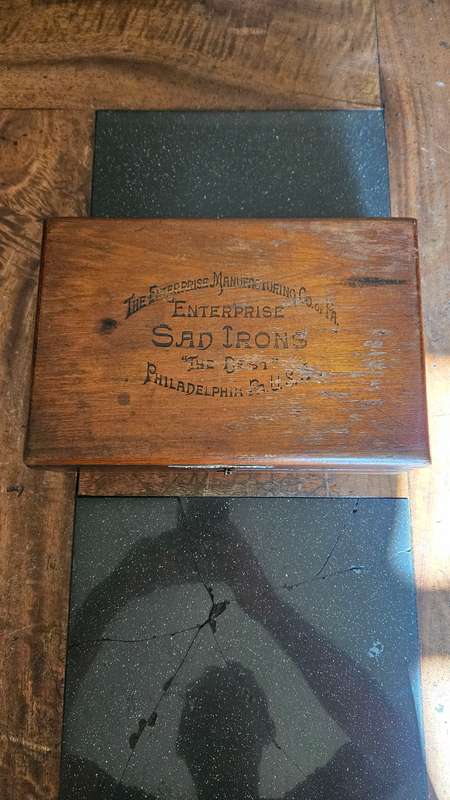 The Enterprise Manufacturing Co. of Pa.
Enterprise
Sad Irons
"The Best"
Philadelphia Pa. U.S.A.